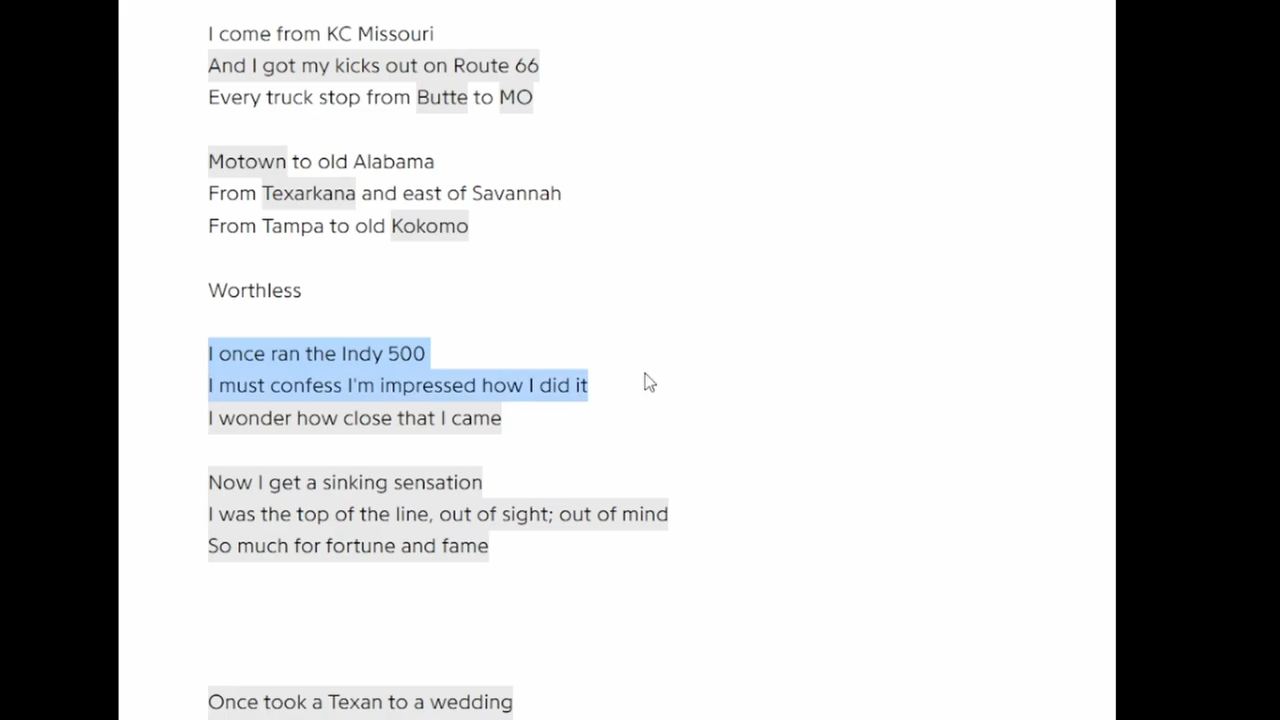 I come from KC Missouri
And I got my kicks out on Route 66
Every truck stop from Butte to MO
Motown to old Alabama
From Texarkana and east of Savannah
From Tampa to old Kokomo
Worthless
I once ran the Indy 500
I must confess I'm impressed how I did it
I wonder how close that I came
Now I get a sinking sensation
I was the top of the line, out of sight; out of mind
So much for fortune and fame
Once took a Texan to a wedding